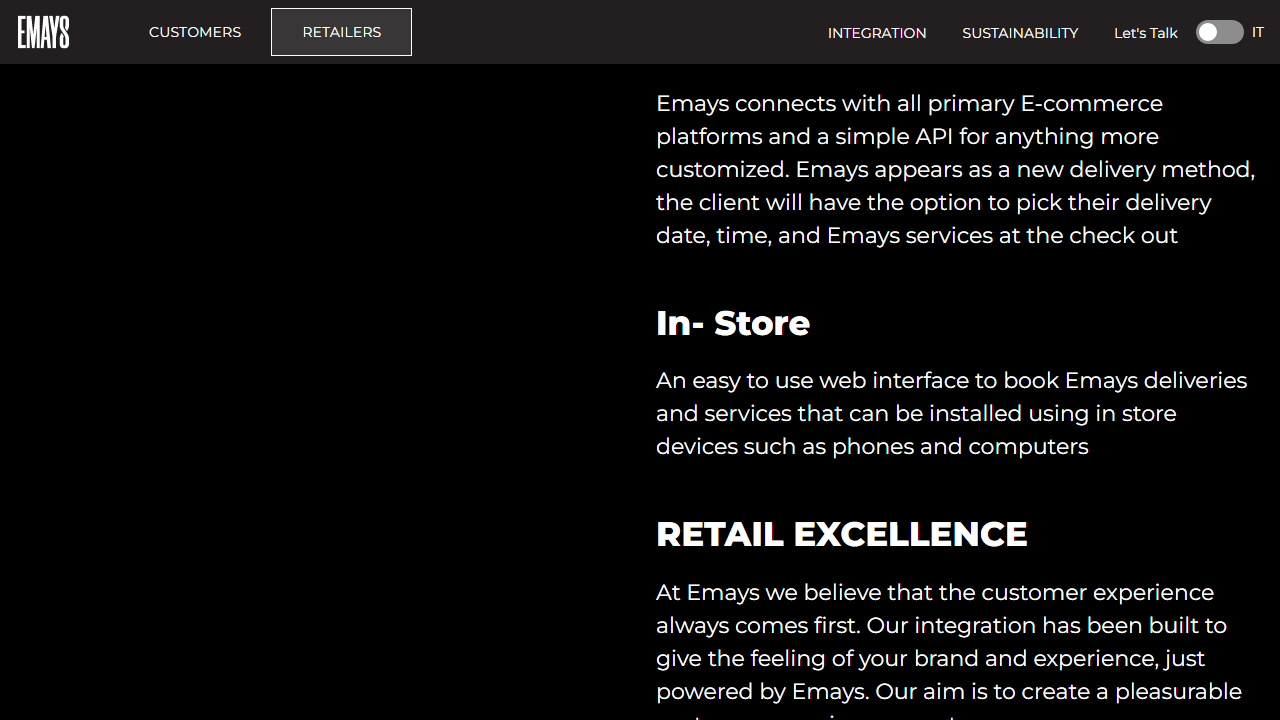 EMAYS
CUSTOMERS
RETAILERS
INTEGRATION
SUSTAINABILITY
Let's Talk
IT
Emays connects with all primary E-commerce
platforms and a simple API for anything more
customized. Emays appears as a new delivery method,
the client will have the option to pick their delivery
date, time, and Emays services at the check out
In- Store
An easy to use web interface to book Emays deliveries
and services that can be installed using in store
devices such as phones and computers
RETAIL EXCELLENCE
At Emays we believe that the customer experience
always comes first. Our integration has been built to
give the feeling of your brand and experience, just
powered by Emays. Our aim is to create a pleasurable